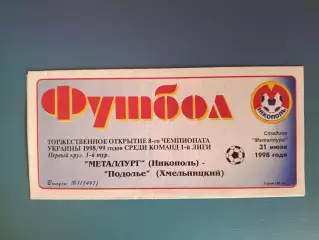 Футбол
НИКОПОЛЬ
ТОРЖЕСТВЕННОЕ ОТКРЫТИЕ 8-го ЧЕМПИОНАТА
УКРАИНЫ 1998/99 годов СРЕДИ КОМАНД 1-й ЛИГИ
Первый круг. 1-й тур.
"МЕТАЛЛУРГ" (Никополь) -
"Подолье" (Хмельницкий)
Стадион
"Металлург"
31 июля
1998 года